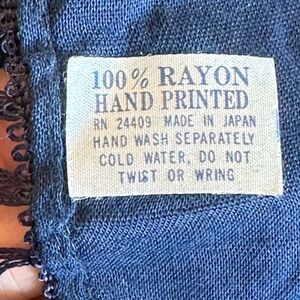 100% RAYON
HAND PRINTED
RN 24409 MADE IN JAPAN
HAND WASH SEPARATELY
COLD WATER, DO NOT
TWIST OR WRING